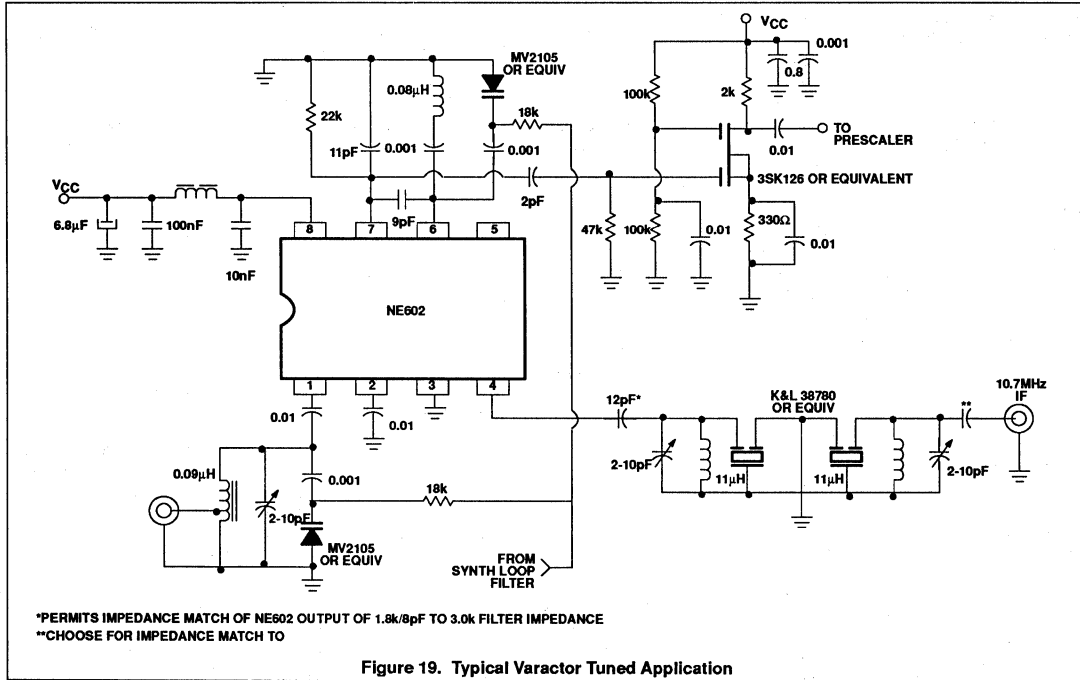 VCC
0.001
0.8
MV2105
OR EQUIV
0.08µH
100k
2k
22k
18k
TO
PRESCALER
0.01
11pF
0.001
0.001
3SK126 OR EQUIVALENT
VCC
2pF
9pF
6.8µF
100nF
10nF
47k
100k
0.01
330Ω
0.01
8
7
6
5
NE602
1
2
3
4
0.01
0.01
12pF*
K&L 38780
OR EQUIV
**
10.7MHz
IF
2-10pF
11µH
11µH
2-10pF
0.09µH
0.001
18k
2-10pF
MV2105
OR EQUIV
FROM
SYNTH LOOP
FILTER
*PERMITS IMPEDANCE MATCH OF NE602 OUTPUT OF 1.8k/8pF TO 3.0k FILTER IMPEDANCE
**CHOOSE FOR IMPEDANCE MATCH TO
Figure 19. Typical Varactor Tuned Application